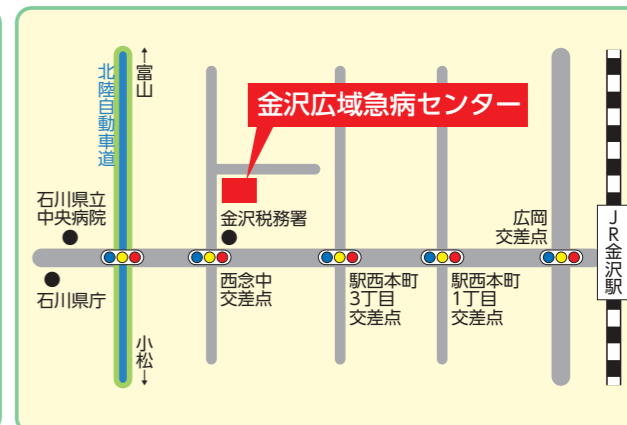 ↑富山
北陸自動車道
金沢広域急病センター
石川県立
中央病院
金沢税務署
広岡
交差点
JR金沢駅
石川県庁
西念中
交差点
駅西本町
3丁目
交差点
駅西本町
1丁目
交差点
小松↓